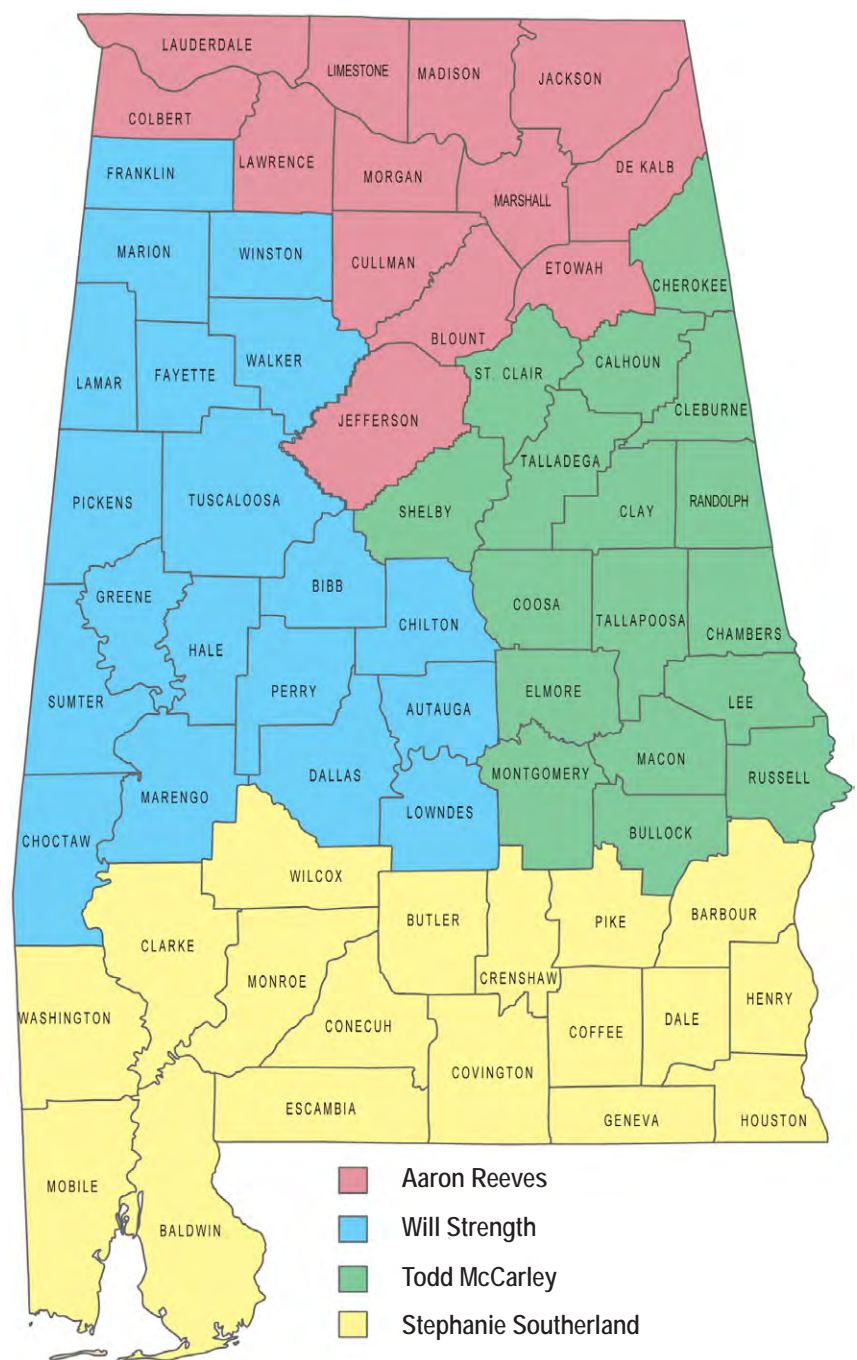 LAUDERDALE
LIMESTONE
MADISON
JACKSON
COLBERT
LAWRENCE
FRANKLIN
MORGAN
DE KALB
MARSHALL
MARION
WINSTON
CULLMAN
ETOWAH
CHEROKEE
BLOUNT
WALKER
LAMAR
FAYETTE
ST. CLAIR
CALHOUN
CLEBURNE
JEFFERSON
TALLADEGA
PICKENS
TUSCALOOSA
SHELBY
CLAY
RANDOLPH
BIBB
GREENE
COOSA
TALLAPOOSA
CHILTON
CHAMBERS
HALE
PERRY
ELMORE
SUMTER
AUTAUGA
LEE
MACON
MONTGOMERY
RUSSELL
DALLAS
MARENGO
LOWNDES
CHOCTAW
BULLOCK
WILCOX
BUTLER
PIKE
BARBOUR
CLARKE
MONROE
CRENSHAW
HENRY
WASHINGTON
CONECUH
COFFEE
DALE
COVINGTON
ESCAMBIA
GENEVA
HOUSTON
MOBILE
BALDWIN
Aaron Reeves
Will Strength
Todd McCarley
Stephanie Southerland